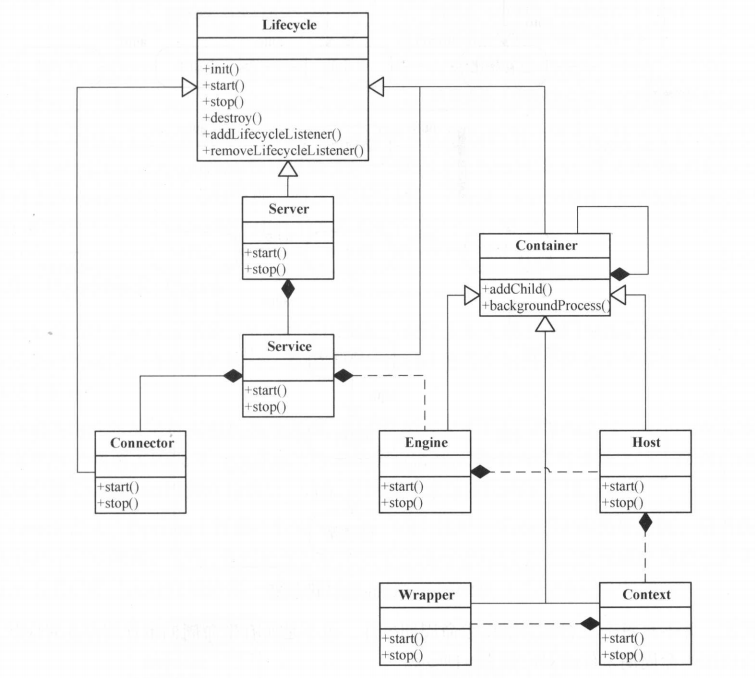 Lifecycle
+init()
+start()
+stop()
+destroy()
+addLifecycleListener()
+removeLifecycleListener()
Server
+start()
+stop()
Container
+addChild()
+backgroundProcess()
Service
+start()
+stop()
Connector
+start()
+stop()
Engine
+start()
+stop()
Host
+start()
+stop()
Wrapper
+start()
+stop()
Context
+start()
+stop()